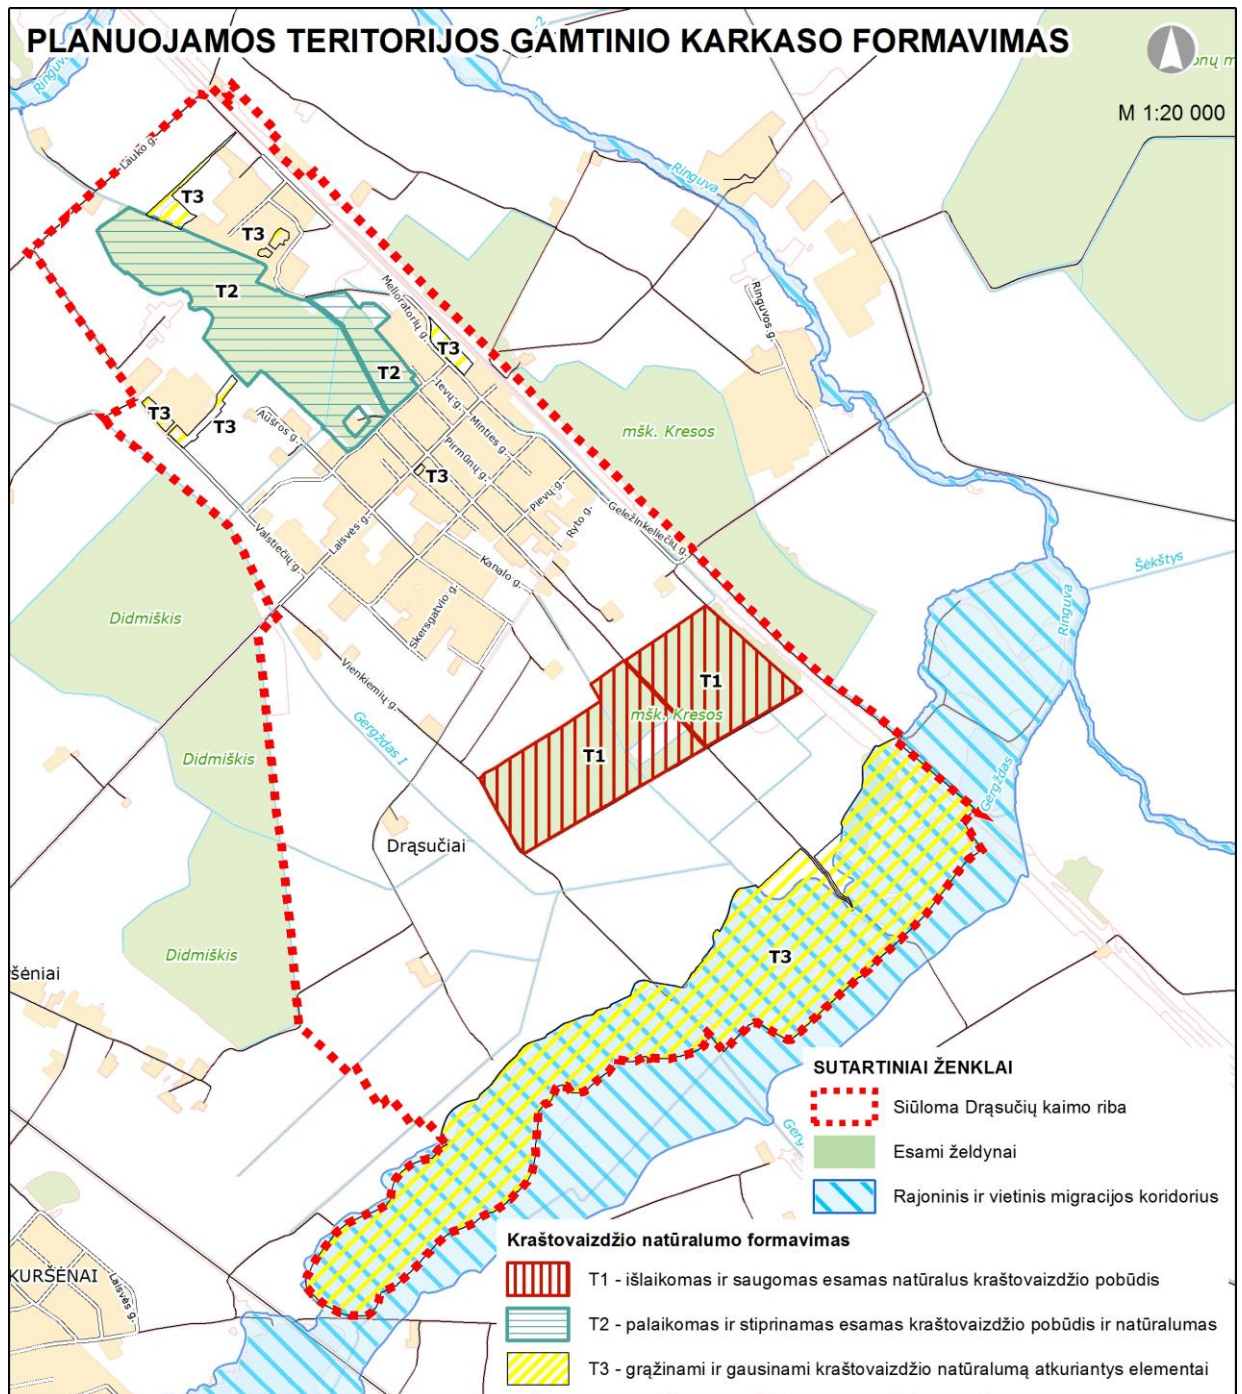 PLANUOJAMOS TERITORIJOS GAMTINIO KARKASO FORMAVIMAS
M 1:20 000
Ringuva
Lauko g.
T3
T3
Ringuva
T2
Melioratorių g.
Ringuvos g.
T3
T2
Ievų g.
T3
T3
Aušros g.
Minties g.
mšk. Kresos
Pirmūnų g.
T3
Pievų g.
Ryto g.
Geležinkeliečių g.
Valstiečių g.
Laisvės g.
Kanalo g.
Šėkštys
Skersgatvio g.
Didmiškis
Ringuva
Vienkiemių g.
T1
mšk. Kresos
Gergždas I
T1
Didmiškis
Gergždas
Drąsučiai
Didmiškis
T3
šėniai
SUTARTINIAI ŽENKLAI
Siūloma Drąsučių kaimo riba
Esami želdynai
Rajoninis ir vietinis migracijos koridorius
KURŠĖNAI
Laisvės g.
Kraštovaizdžio natūralumo formavimas
T1 - išlaikomas ir saugomas esamas natūralus kraštovaizdžio pobūdis
T2 - palaikomas ir stiprinamas esamas kraštovaizdžio pobūdis ir natūralumas
T3 - grąžinami ir gausinami kraštovaizdžio natūralumą atkuriantys elementai